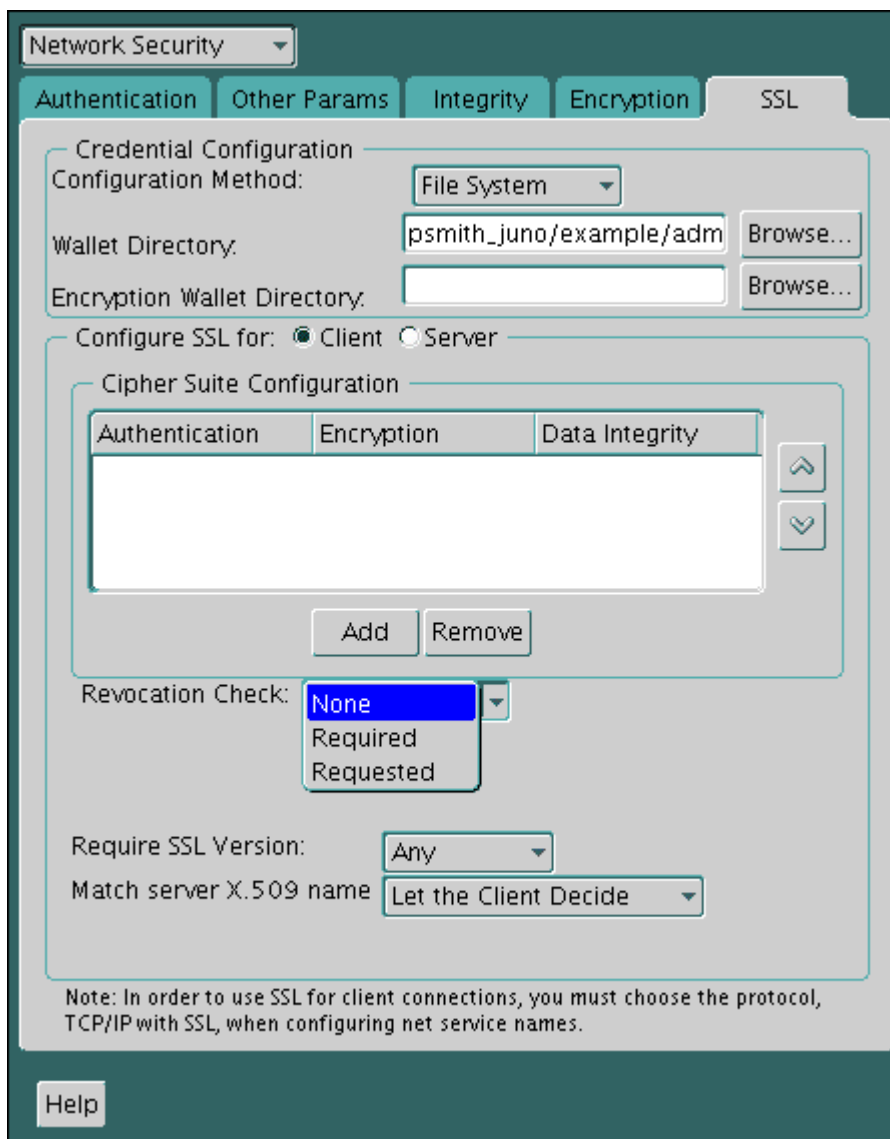 Network Security
Authentication
Other Params
Integrity
Encryption
SSL
Credential Configuration
Configuration Method:
File System
Wallet Directory:
psmith_juno/example/adm
Browse...
Encryption Wallet Directory:
Browse...
Configure SSL for:
Client
Server
Cipher Suite Configuration
Authentication
Encryption
Data Integrity
Add
Remove
Revocation Check:
None
Required
Requested
Require SSL Version:
Any
Match server X.509 name
Let the Client Decide
Note: In order to use SSL for client connections, you must choose the protocol,
TCP/IP with SSL, when configuring net service names.
Help